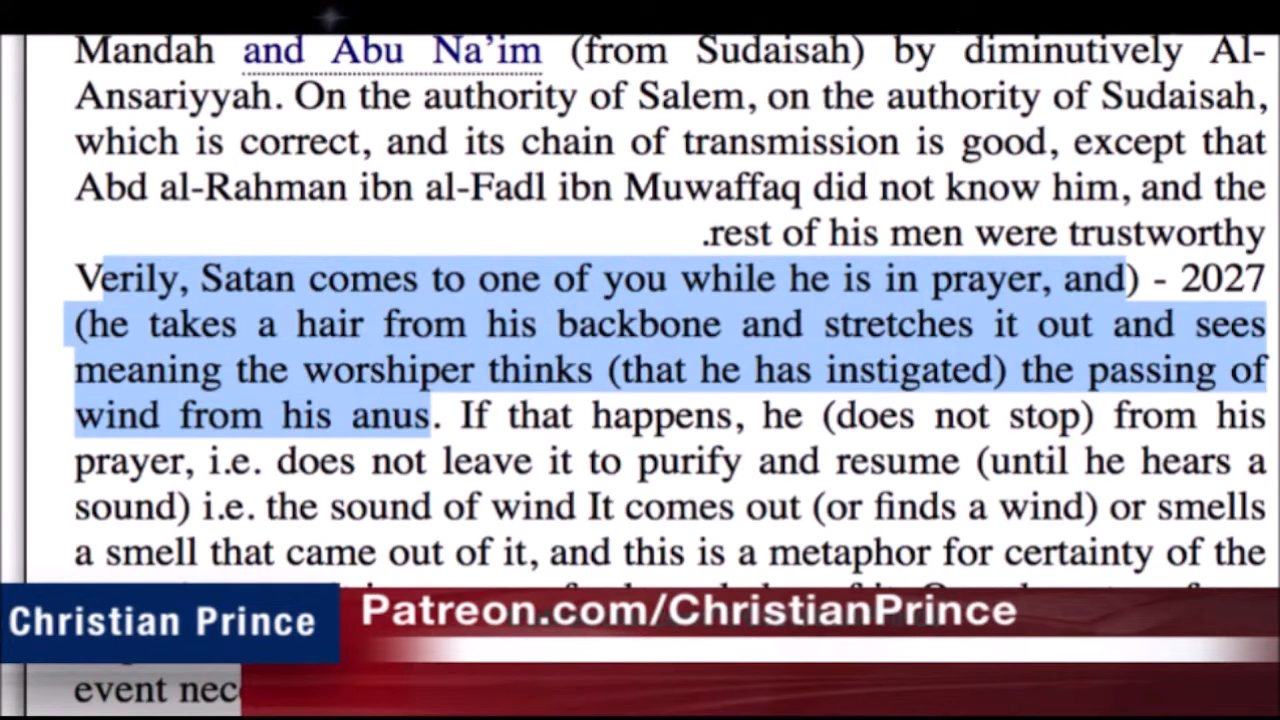 Mandah and Abu Na’im (from Sudaisah) by diminutively Al-
Ansariyyah. On the authority of Salem, on the authority of Sudaisah,
which is correct, and its chain of transmission is good, except that
Abd al-Rahman ibn al-Fadl ibn Muwaffaq did not know him, and the
.rest of his men were trustworthy
Verily, Satan comes to one of you while he is in prayer, and) - 2027
(he takes a hair from his backbone and stretches it out and sees
meaning the worshiper thinks (that he has instigated) the passing of
wind from his anus. If that happens, he (does not stop) from his
prayer, i.e. does not leave it to purify and resume (until he hears a
sound) i.e. the sound of wind It comes out (or finds a wind) or smells
a smell that came out of it, and this is a metaphor for certainty of the
Christian Prince
Patreon.com/ChristianPrince
event